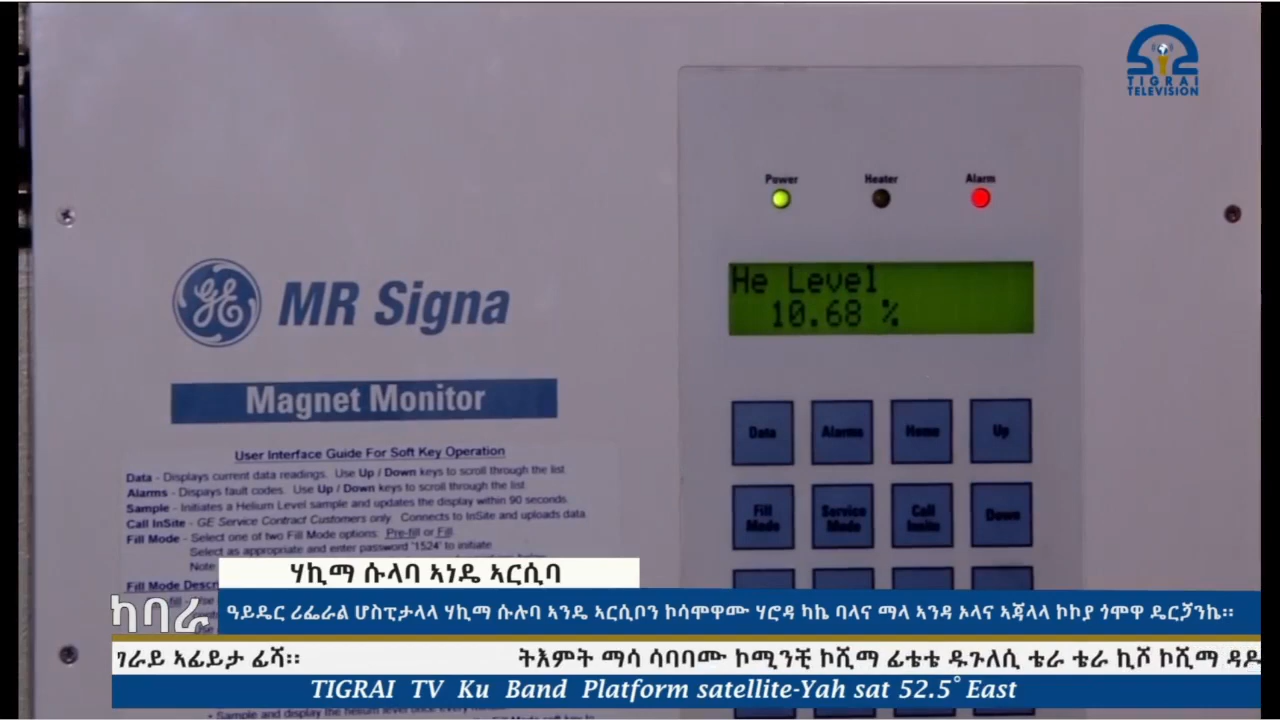 TIGRAI
TELEVISION
Power Heater Alarm
He Level
10.68 %
GE MR Signa
Magnet Monitor
Data Alarms Home Up
Fill Mode Service Mode Call Insite Down
User Interface Guide For Soft Key Operation
Data - Displays current data readings. Use Up / Down keys to scroll through the list
Alarms - Dispays fault codes. Use Up / Down keys to scroll through the list
Sample - Initiates a Helium Level sample and updates the display within 90 seconds.
Call InSite - GE Service Contract Customers only. Connects to InSite and uploads data
Fill Mode - Select one of two Fill Mode options. Pre-fill or Fill.
Select as appropriate and enter password '1524' to initiate
Note
Fill Mode
ሃኪማ ሱላባ ኣነዴ ኣርሲባ
ካባራ
ዓይዴር ሪፌራል ሆስፒታላላ ሃኪማ ሱሉባ ኣንዴ ኣርሲቦን ኮሳሞዋሙ ሃሮዳ ካኬ ባላና ማላ ኣንዳ ኦላና ኣጃላላ ኮኮያ ጎሞዋ ዴርቻንኬ።
ገራይ ኣፊይታ ፊሻ። ትእምት ማሳ ሳባባሙ ኮሚንቺ ኮሺማ ፊቴቴ ዱጉለሲ ቴራ ቴራ ኪሾ ኮሺማ
TIGRAI TV Ku Band Platform satellite-Yah sat 52.5° East